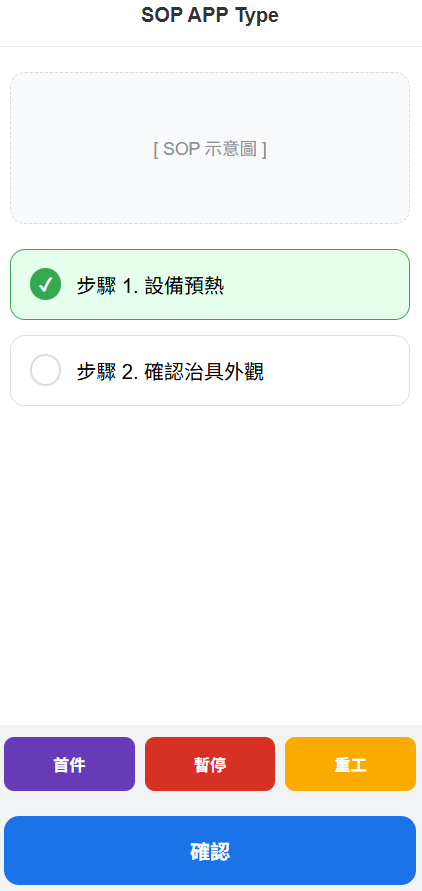 SOP APP Type
[ SOP 示意圖 ]
步驟 1. 設備預熱
步驟 2. 確認治具外觀
首件 暫停 重工
確認